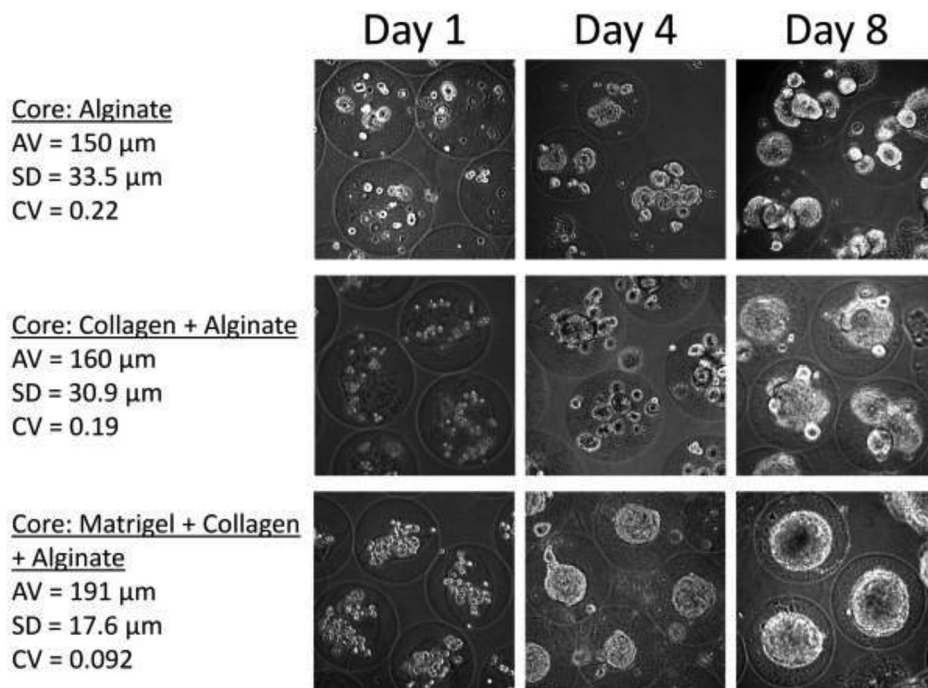 Day 1
Day 4
Day 8
Core: Alginate
AV = 150 μm
SD = 33.5 μm
CV = 0.22
Core: Collagen + Alginate
AV = 160 μm
SD = 30.9 μm
CV = 0.19
Core: Matrigel + Collagen
+ Alginate
AV = 191 μm
SD = 17.6 μm
CV = 0.092